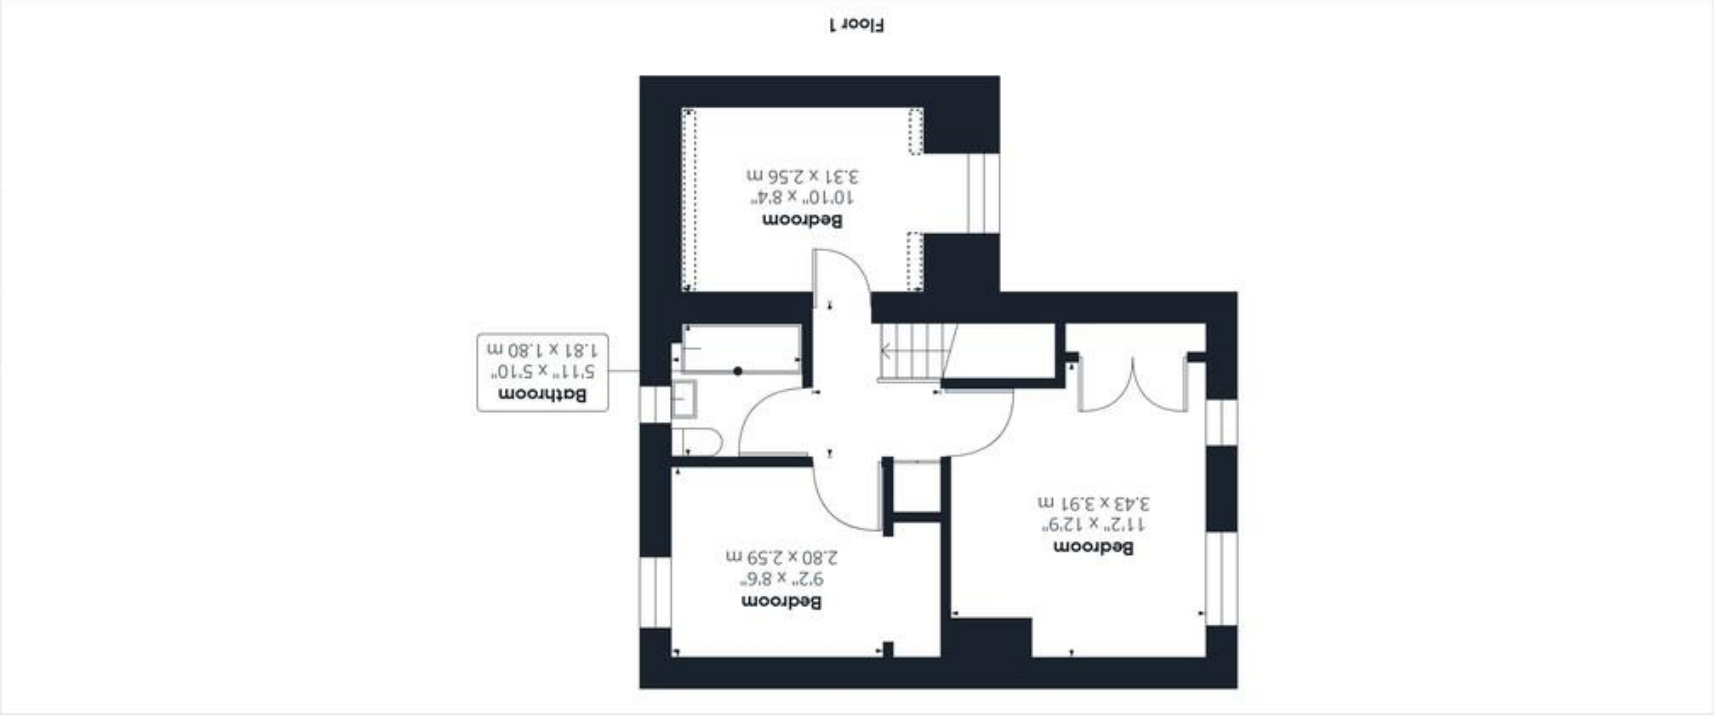 Bedroom
11'2" x 12'9"
3.43 x 3.91 m
Bedroom
9'2" x 8'6"
2.80 x 2.59 m
Bathroom
5'11" x 5'10"
1.81 x 1.80 m
Bedroom
10'10" x 8'4"
3.31 x 2.56 m
Floor 1